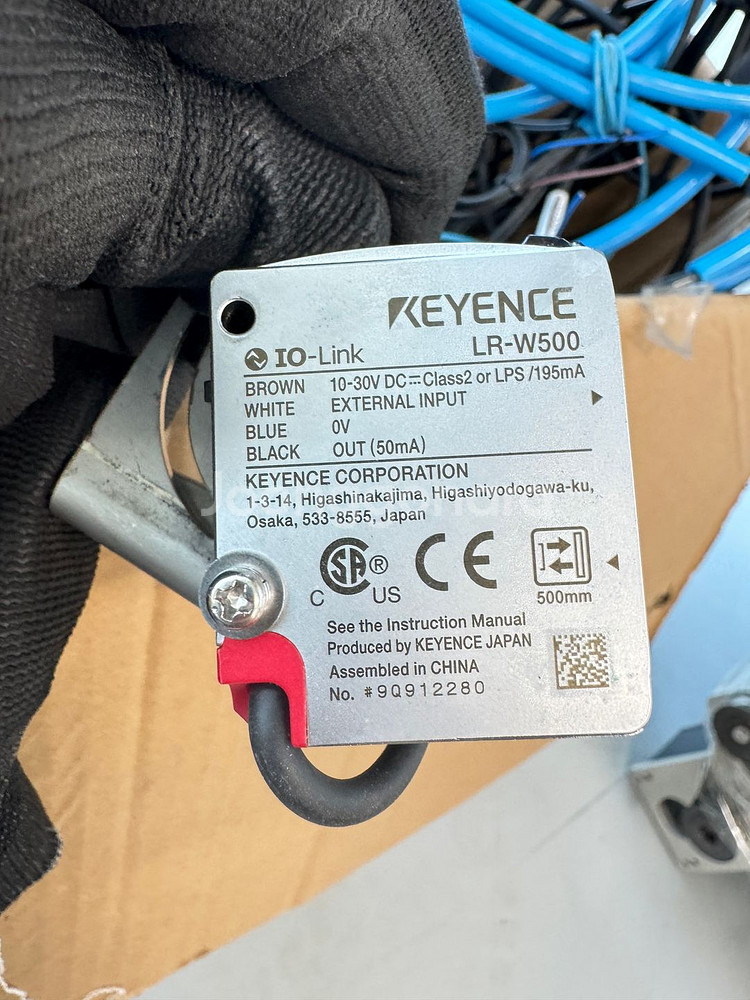 KEYENCE
IO-Link
LR-W500
BROWN 10-30V DC⎓Class2 or LPS /195mA
WHITE EXTERNAL INPUT
BLUE 0V
BLACK OUT (50mA)
KEYENCE CORPORATION
1-3-14, Higashinakajima, Higashiyodogawa-ku,
Osaka, 533-8555, Japan
C SA ® US
CE
500mm
See the Instruction Manual
Produced by KEYENCE JAPAN
Assembled in CHINA
No. #9Q912280